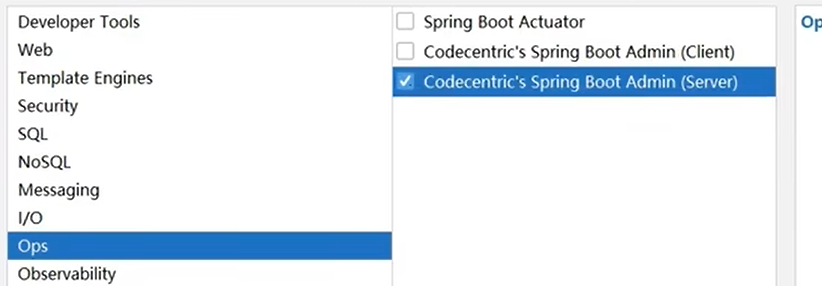 Developer Tools
Web
Template Engines
Security
SQL
NoSQL
Messaging
I/O
Ops
Observability
Spring Boot Actuator
Codecentric's Spring Boot Admin (Client)
Codecentric's Spring Boot Admin (Server)
Op